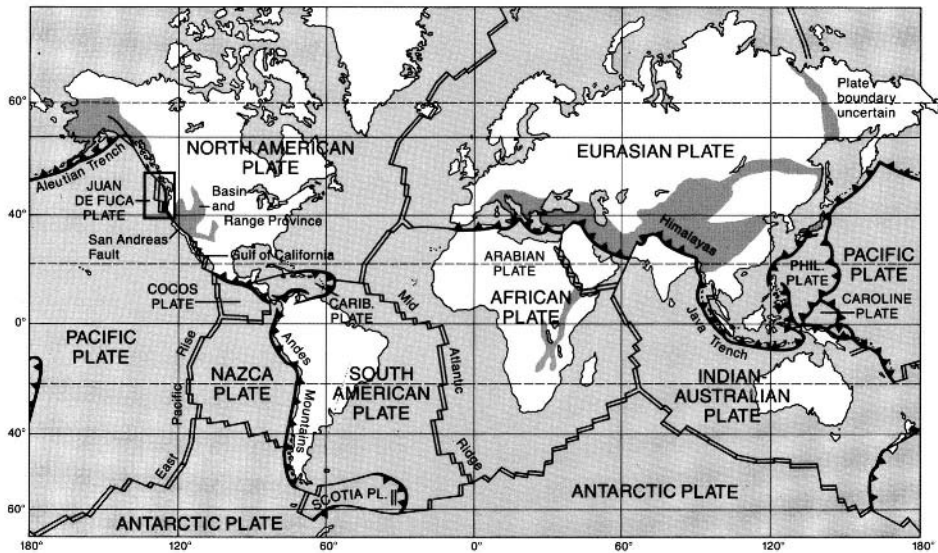 60°
40°
20°
0°
20°
40°
60°
180°
120°
60°
0°
60°
120°
180°
NORTH AMERICAN
PLATE
Aleutian Trench
JUAN
DE FUCA
PLATE
Basin
and
Range Province
San Andreas
Fault
Gulf of California
COCOS
PLATE
CARIB.
PLATE
PACIFIC
PLATE
East
Pacific
Rise
NAZCA
PLATE
Andes
Mountains
SOUTH
AMERICAN
PLATE
Mid
Atlantic
Ridge
SCOTIA PL.
ANTARCTIC PLATE
EURASIAN PLATE
Plate
boundary
uncertain
Himalayas
ARABIAN
PLATE
AFRICAN
PLATE
PHIL.
PLATE
PACIFIC
PLATE
CAROLINE
PLATE
Java
Trench
INDIAN
AUSTRALIAN
PLATE
ANTARCTIC PLATE